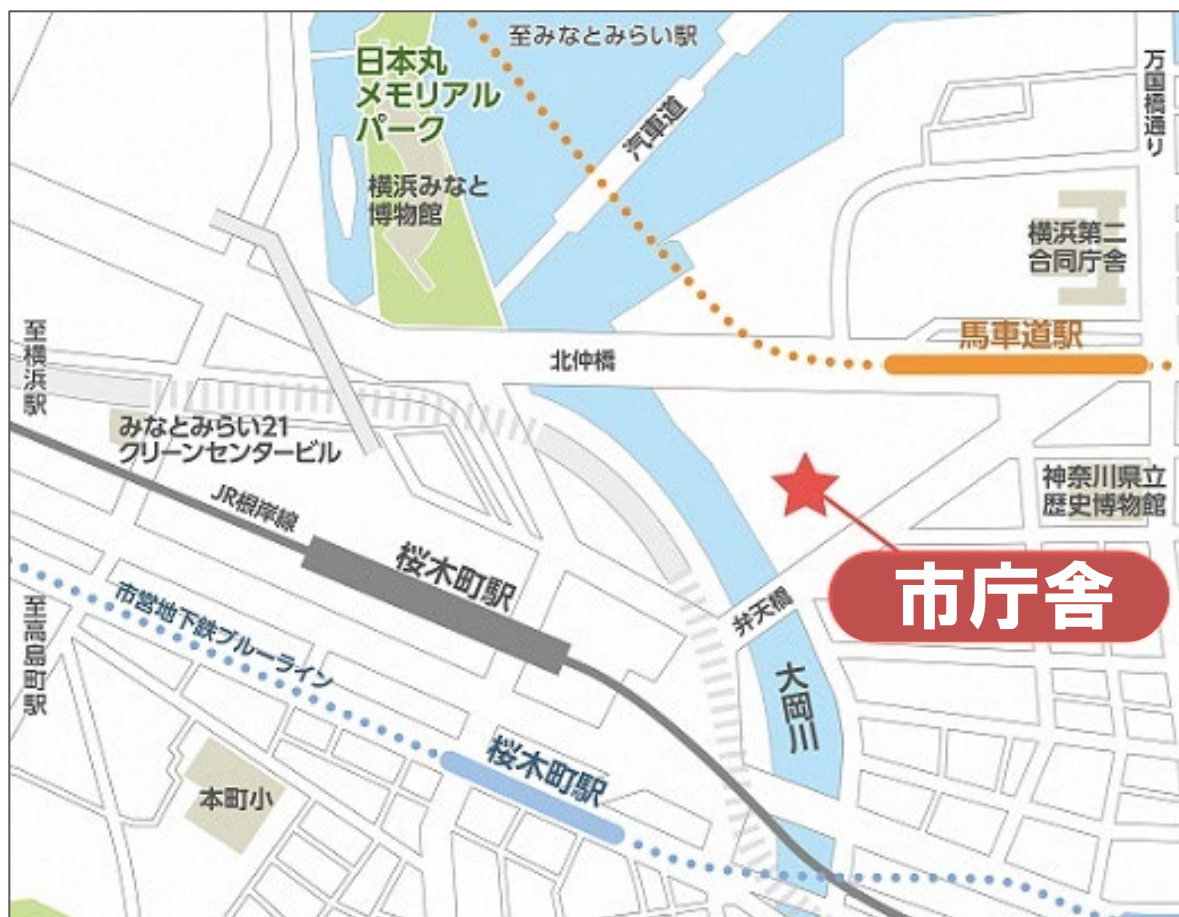 至みなとみらい駅
日本丸
メモリアル
パーク
汽車道
万国橋通り
横浜みなと
博物館
横浜第二
合同庁舎
馬車道駅
北仲橋
至横浜駅
みなとみらい21
クリーンセンタービル
神奈川県立
歴史博物館
JR根岸線
桜木町駅
市庁舎
弁天橋
市営地下鉄ブルーライン
至高島町駅
大岡川
桜木町駅
本町小